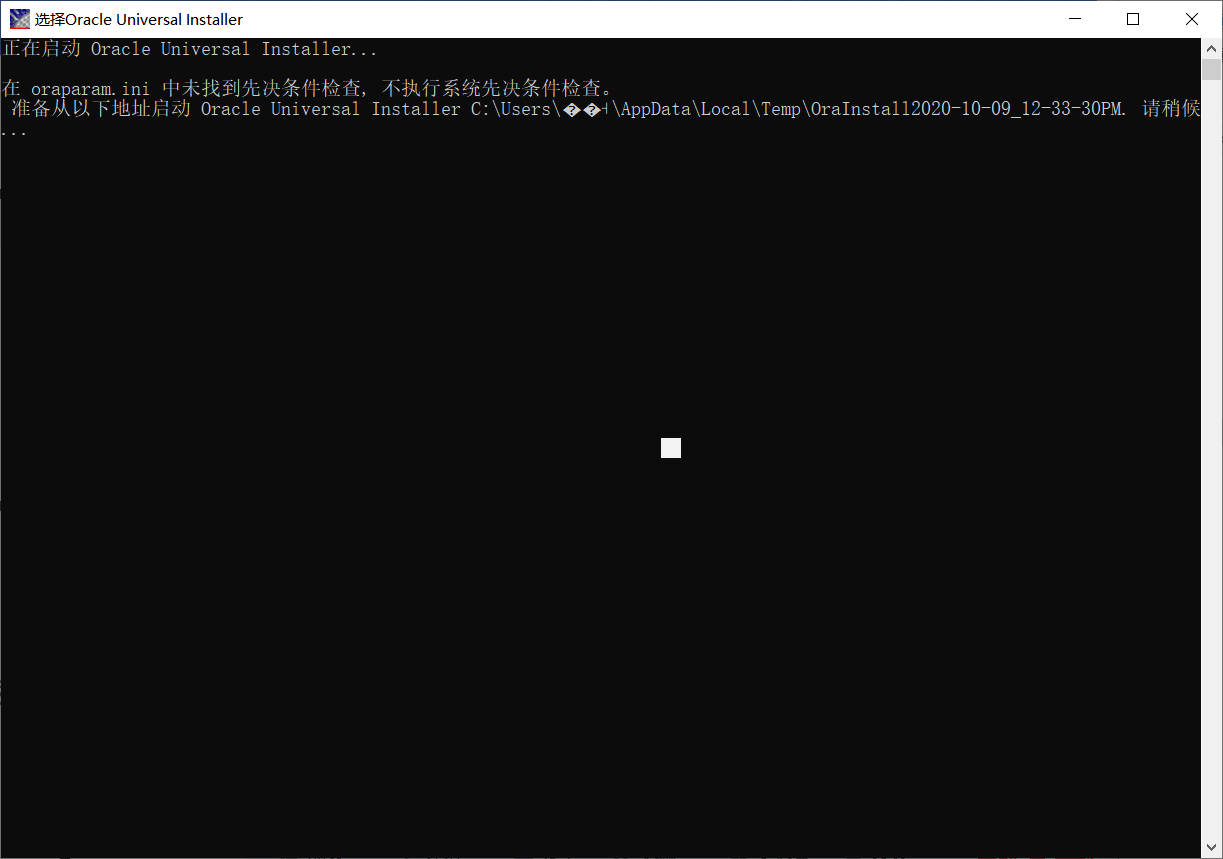 选择Oracle Universal Installer
正在启动 Oracle Universal Installer...
在 oraparam.ini 中未找到先决条件检查, 不执行系统先决条件检查。
准备从以下地址启动 Oracle Universal Installer C:\Users\��˧\AppData\Local\Temp\OraInstall2020-10-09_12-33-30PM. 请稍候
...